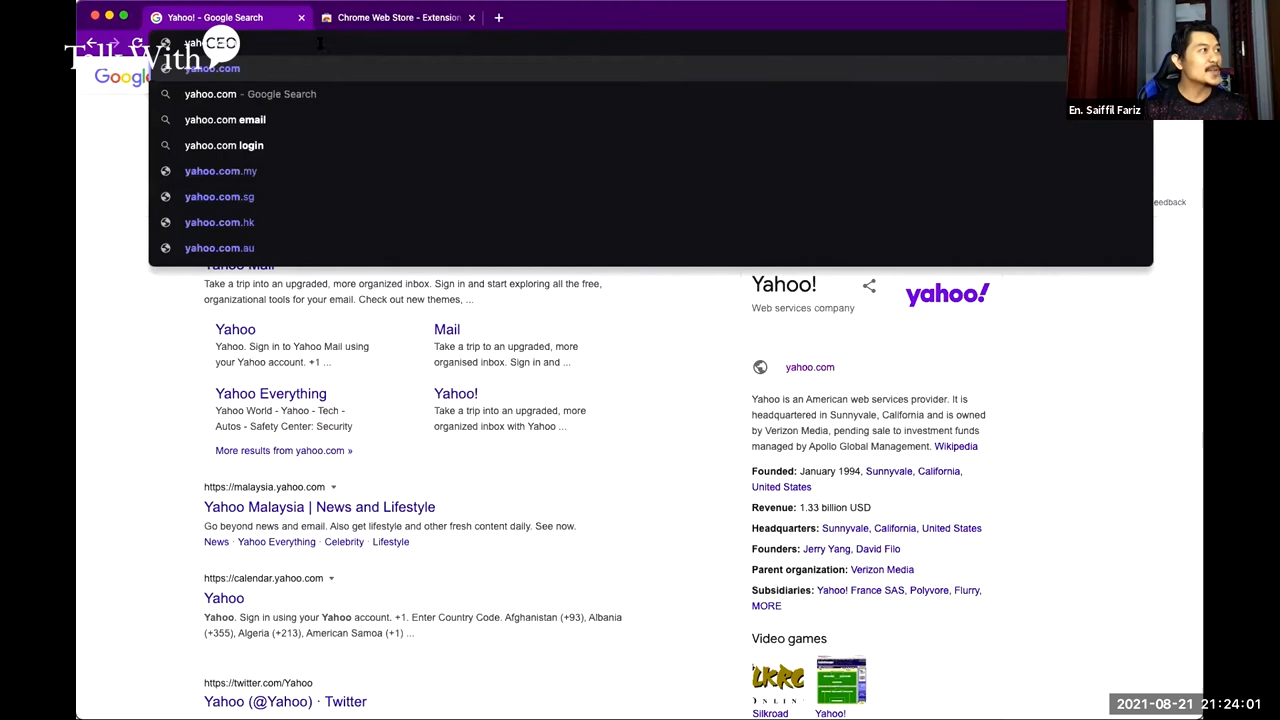 Yahoo! - Google Search
Chrome Web Store - Extension
Talk With CEO
Google
yahoo.com
yahoo.com - Google Search
yahoo.com email
yahoo.com login
yahoo.com.my
yahoo.com.sg
yahoo.com.hk
yahoo.com.au
En. Saiffil Fariz
eedback
Yahoo Mail
Take a trip into an upgraded, more organized inbox. Sign in and start exploring all the free,
organizational tools for your email. Check out new themes, ...
Yahoo
Yahoo. Sign in to Yahoo Mail using
your Yahoo account. +1 ...
Mail
Take a trip to an upgraded, more
organised inbox. Sign in and ...
Yahoo Everything
Yahoo World - Yahoo - Tech -
Autos - Safety Center: Security
Yahoo!
Take a trip into an upgraded, more
organized inbox with Yahoo ...
More results from yahoo.com »
https://malaysia.yahoo.com
Yahoo Malaysia | News and Lifestyle
Go beyond news and email. Also get lifestyle and other fresh content daily. See now.
News · Yahoo Everything · Celebrity · Lifestyle
https://calendar.yahoo.com
Yahoo
Yahoo. Sign in using your Yahoo account. +1. Enter Country Code. Afghanistan (+93), Albania
(+355), Algeria (+213), American Samoa (+1) ...
https://twitter.com/Yahoo
Yahoo (@Yahoo) · Twitter
Yahoo!
Web services company
yahoo!
yahoo.com
Yahoo is an American web services provider. It is
headquartered in Sunnyvale, California and is owned
by Verizon Media, pending sale to investment funds
managed by Apollo Global Management. Wikipedia
Founded: January 1994, Sunnyvale, California,
United States
Revenue: 1.33 billion USD
Headquarters: Sunnyvale, California, United States
Founders: Jerry Yang, David Filo
Parent organization: Verizon Media
Subsidiaries: Yahoo! France SAS, Polyvore, Flurry,
MORE
Video games
LKRO
ONLIN
Silkroad
Yahoo!
2021-08-21 21:24:01